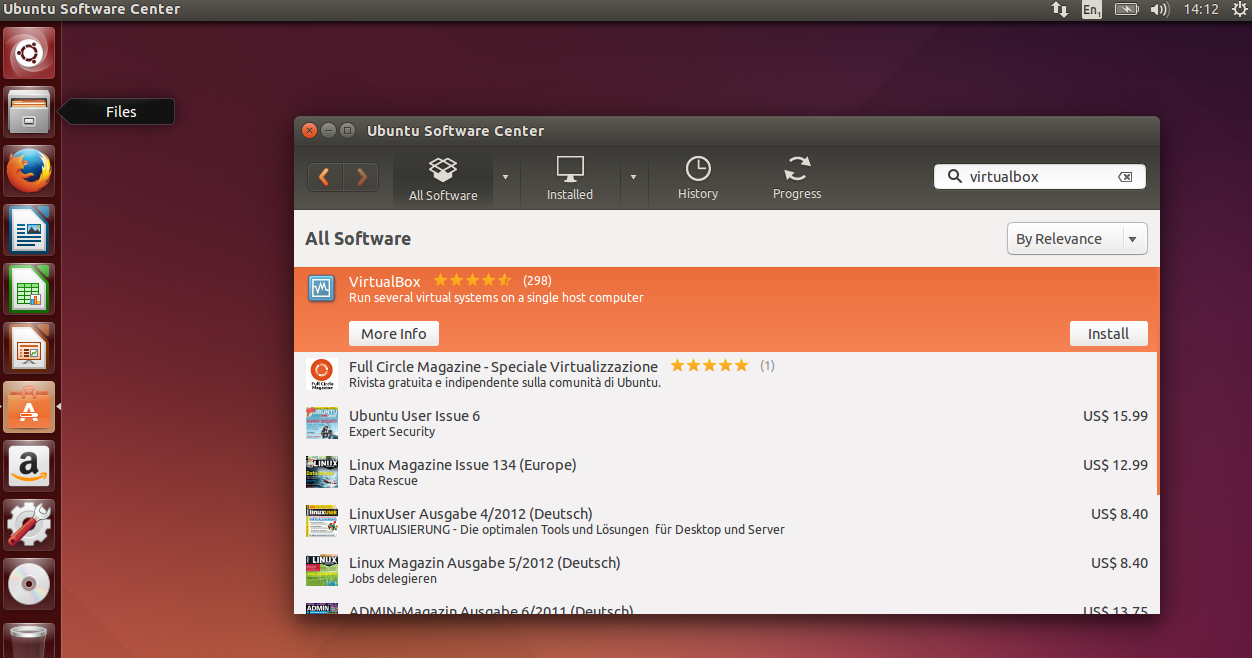 Ubuntu Software Center
En1
14:12
Files
Ubuntu Software Center
All Software
Installed
History
Progress
virtualbox
All Software
By Relevance
VirtualBox (298)
Run several virtual systems on a single host computer
More Info
Install
Full Circle Magazine - Speciale Virtualizzazione (1)
Rivista gratuita e indipendente sulla comunità di Ubuntu.
Ubuntu User Issue 6 US$ 15.99
Expert Security
Linux Magazine Issue 134 (Europe) US$ 12.99
Data Rescue
LinuxUser Ausgabe 4/2012 (Deutsch) US$ 8.40
VIRTUALISIERUNG - Die optimalen Tools und Lösungen für Desktop und Server
Linux Magazin Ausgabe 5/2012 (Deutsch) US$ 8.40
Jobs delegieren
ADMIN-Magazin Ausgabe 6/2011 (Deutsch) US$ 13.75